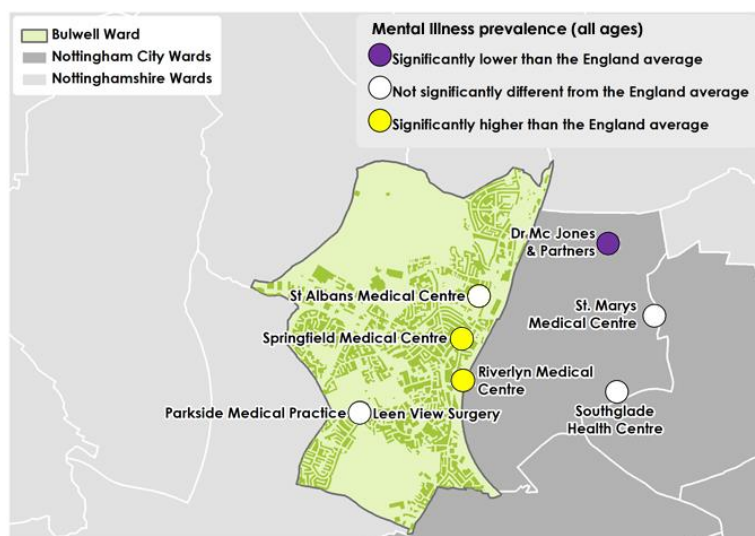 Bulwell Ward
Nottingham City Wards
Nottinghamshire Wards
Mental Illness prevalence (all ages)
Significantly lower than the England average
Not significantly different from the England average
Significantly higher than the England average
Dr Mc Jones
& Partners
St Albans Medical Centre
St. Marys
Medical Centre
Springfield Medical Centre
Riverlyn Medical
Centre
Parkside Medical Practice
Leen View Surgery
Southglade
Health Centre